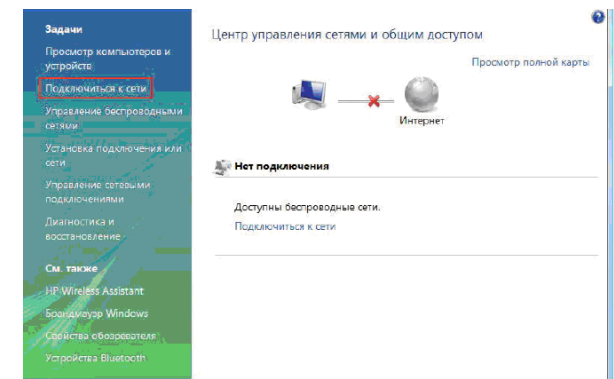 Задачи
Просмотр компьютеров и
устройств
Подключиться к сети
Управление беспроводными
сетями
Установка подключения или
сети
Управление сетевыми
подключениями
Диагностика и
восстановление
См. также
HP Wireless Assistant
Брандмауэр Windows
Свойства обозревателя
Устройства Bluetooth
Центр управления сетями и общим доступом
Просмотр полной карты
Интернет
Нет подключения
Доступны беспроводные сети.
Подключиться к сети